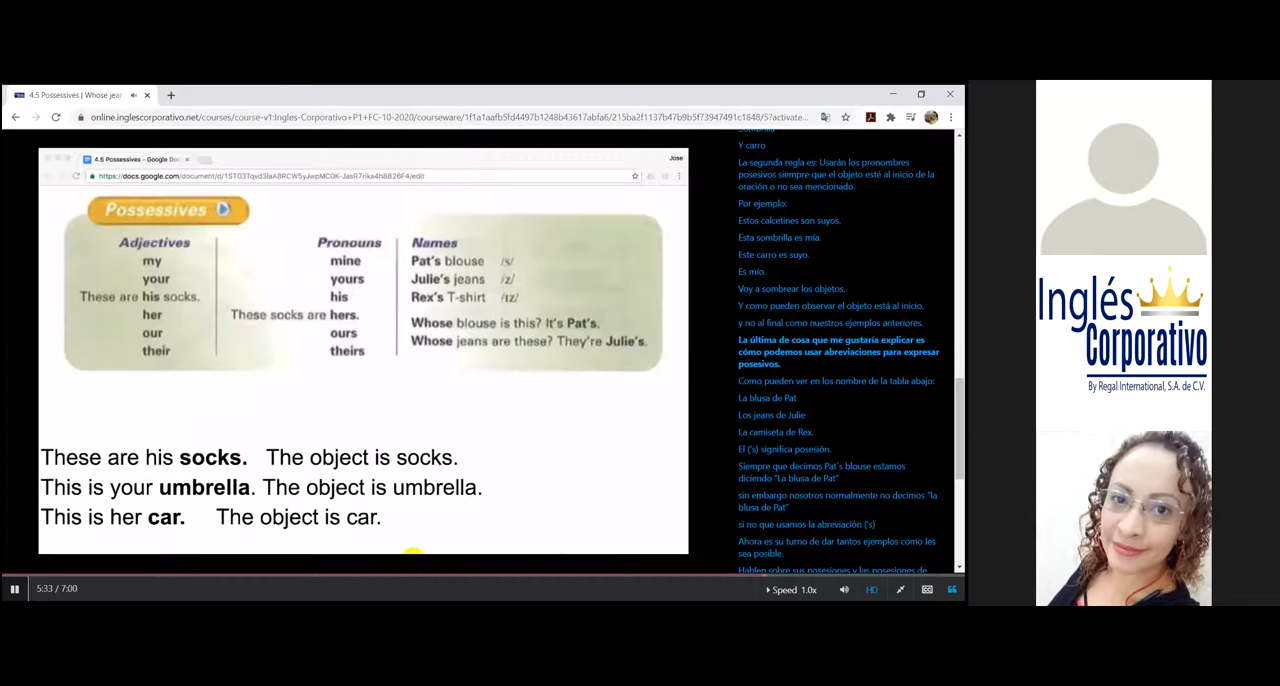 4.5 Possessives | Whose jea
online.inglescorporativo.net/courses/course-v1:Ingles-Corporativo+P1+FC-10-2020/courseware/1f1a1aafb5fd4497b1248b43617abfa6/215ba2f1137b47b9b5f73947491c1848/5?activate...
4.5 Possessives - Google Doc
Jose
https://docs.google.com/document/d/1ST03Tqvd3laA8RCW5yJwpMC0K-JasR7rika4h8826F4/edit
Possessives
Adjectives Pronouns Names
my mine Pat's blouse /s/
your yours Julie's jeans /z/
These are his socks. his Rex's T-shirt /ɪz/
her These socks are hers.
Whose blouse is this? It's Pat's.
our ours
Whose jeans are these? They're Julie's.
their theirs
These are his socks. The object is socks.
This is your umbrella. The object is umbrella.
This is her car. The object is car.
Sombrilla
Y carro
La segunda regla es: Usarán los pronombres
posesivos siempre que el objeto esté al inicio de la
oración o no sea mencionado.
Por ejemplo:
Estos calcetines son suyos.
Esta sombrilla es mía.
Este carro es suyo.
Es mío.
Voy a sombrear los objetos.
Y como pueden observar el objeto está al inicio.
y no al final como nuestros ejemplos anteriores.
La última de cosa que me gustaría explicar es
cómo podemos usar abreviaciones para expresar
posesivos.
Como pueden ver en los nombre de la tabla abajo:
La blusa de Pat
Los jeans de Julie
La camiseta de Rex.
El ('s) significa posesión.
Siempre que decimos Pat´s blouse estamos
diciendo "La blusa de Pat"
sin embargo nosotros normalmente no decimos "la
blusa de Pat"
si no que usamos la abreviación ('s)
Ahora es su turno de dar tantos ejemplos como les
sea posible.
Hablen sobre sus posesiones y las posesiones de
5:33 / 7:00
Speed 1.0x
HD
Inglés
Corporativo
By Regal International, S.A. de C.V.